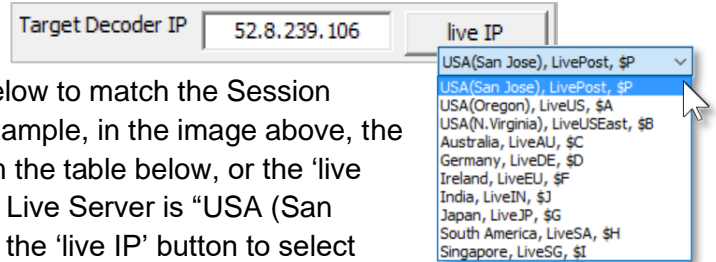 Target Decoder IP 52.8.239.106 live IP
USA(San Jose), LivePost, $P
elow to match the Session
xample, in the image above, the
n the table below, or the ‘live
Live Server is “USA (San
the ‘live IP’ button to select
USA(San Jose), LivePost, $P
USA(Oregon), LiveUS, $A
USA(N.Virginia), LiveUSEast, $B
Australia, LiveAU, $C
Germany, LiveDE, $D
Ireland, LiveEU, $F
India, LiveIN, $J
Japan, LiveJP, $G
South America, LiveSA, $H
Singapore, LiveSG, $I